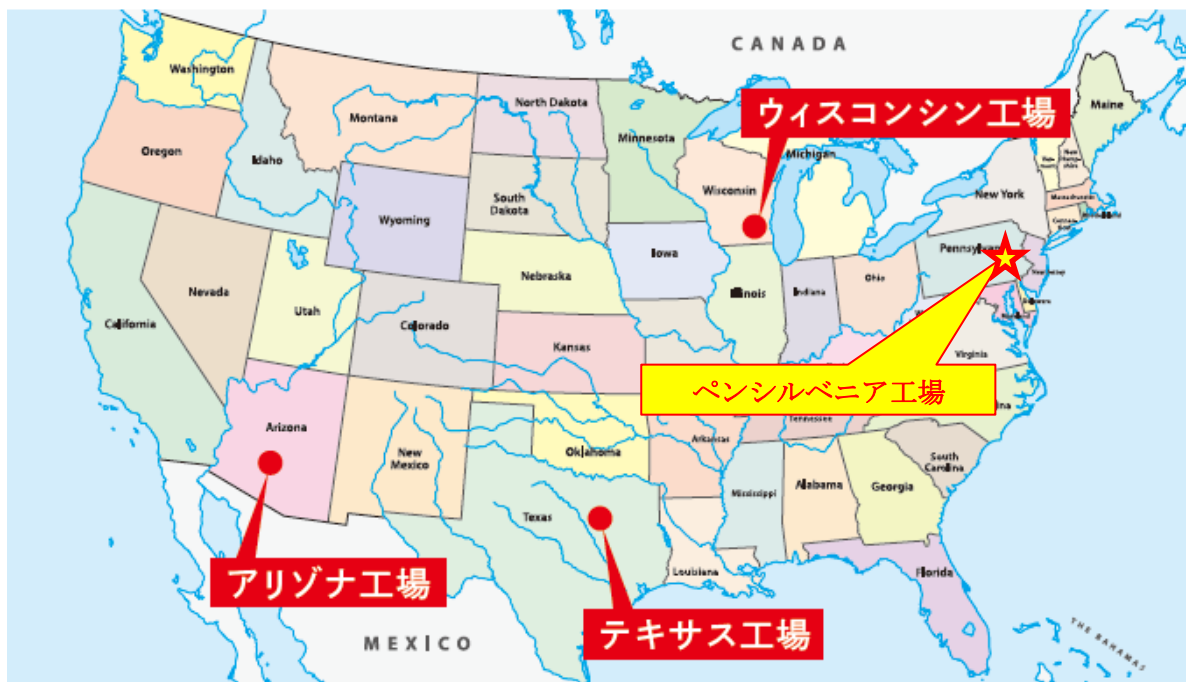 CANADA
Washington
Montana
North Dakota
Minnesota
ウィスコンシン工場
Maine
Oregon
Idaho
Michigan
Wisconsin
South
Dakota
Wyoming
New York
Iowa
Pennsylvan
Nebraska
Ohio
Indiana
Illinois
Nevada
Utah
California
Colorado
Kansas
Virginia
ペンシルベニア工場
Tennessee
Arizona
New
Mexico
Oklahoma
Arkansas
South
Carolina
Mississippi
Alabama
Georgia
Texas
Louisiana
Florida
アリゾナ工場
テキサス工場
MEXICO
THE BAHAMAS